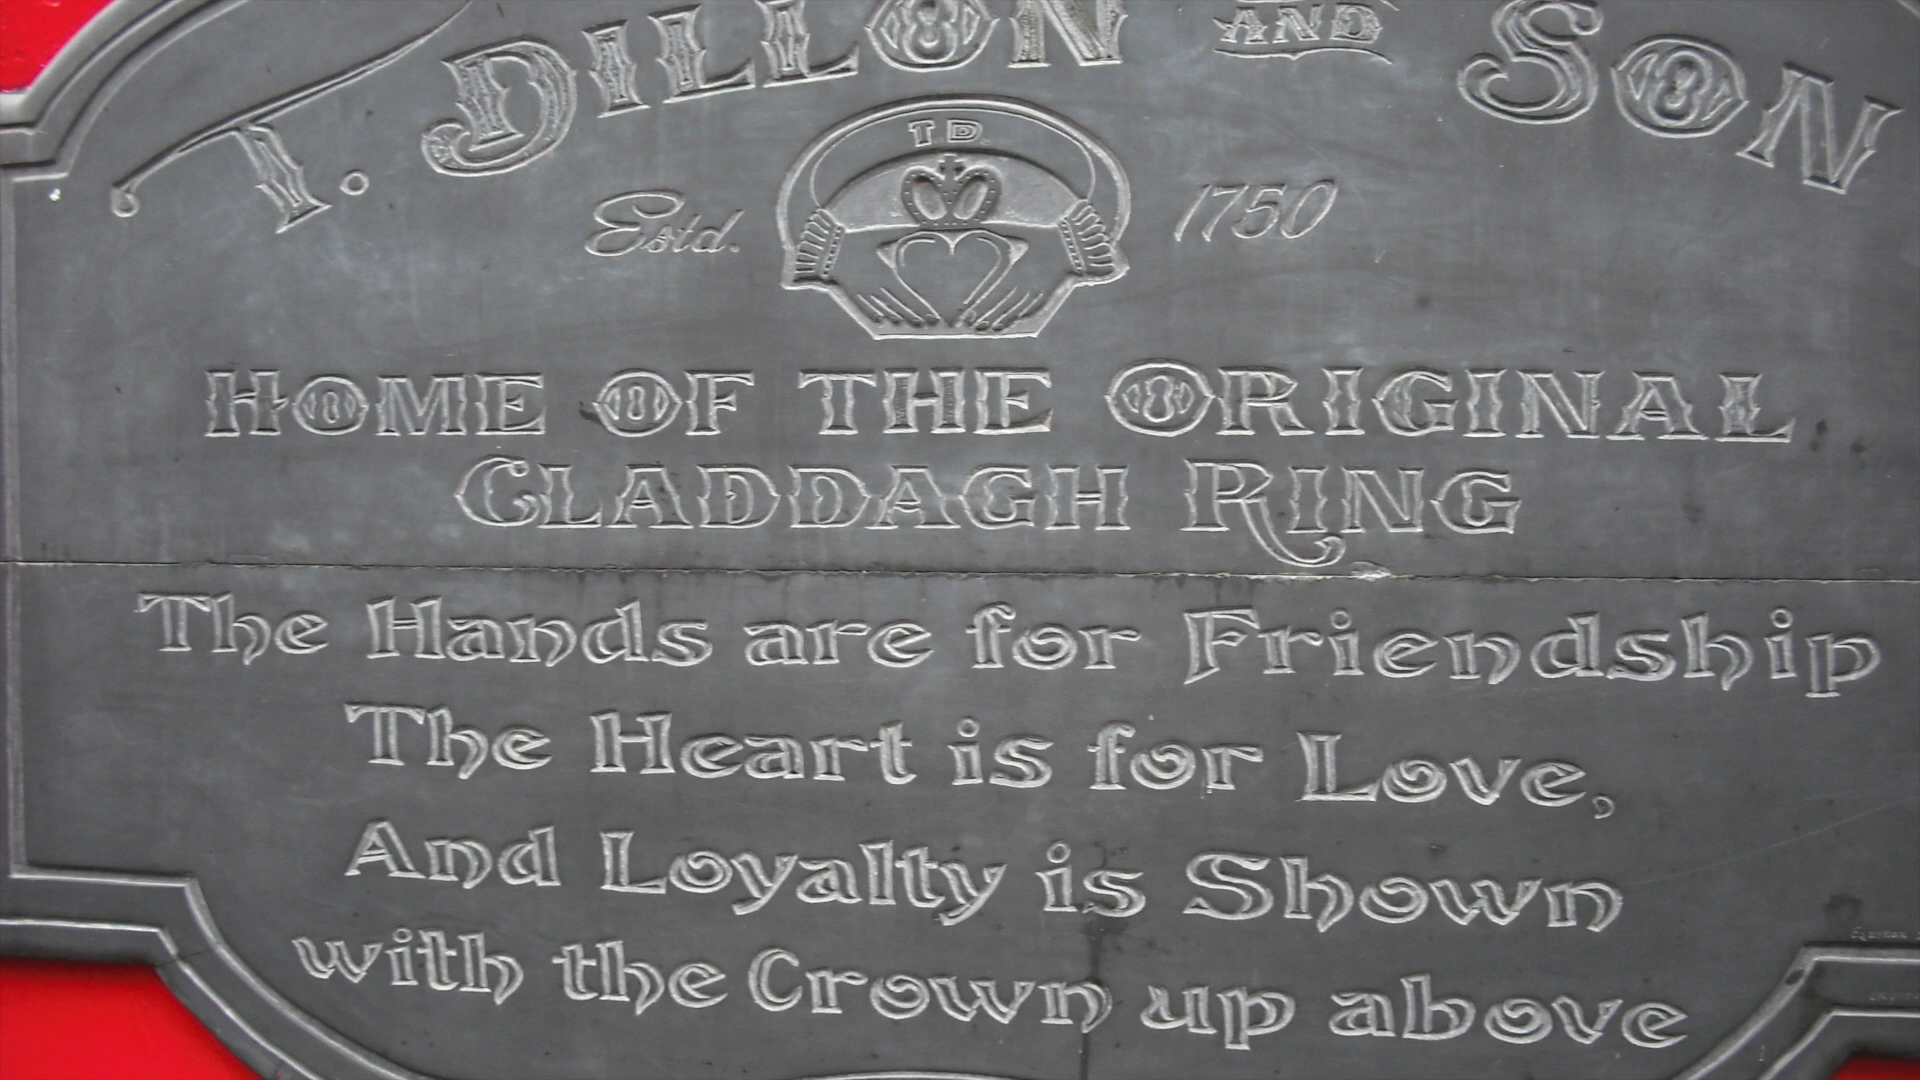 T. DILLON AND SON
T.D.
Estd. 1750
HOME OF THE ORIGINAL
CLADDAGH RING
The Hands are for Friendship
The Heart is for Love,
And Loyalty is Shown
with the Crown up above